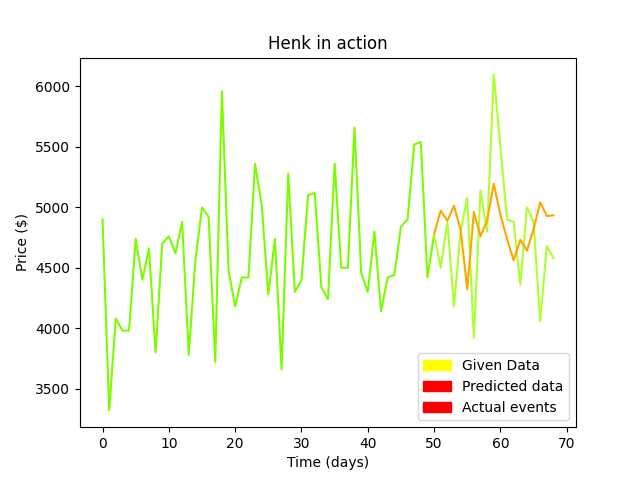 Henk in action
Price ($)
6000
5500
5000
4500
4000
3500
Given Data
Predicted data
Actual events
0 10 20 30 40 50 60 70
Time (days)